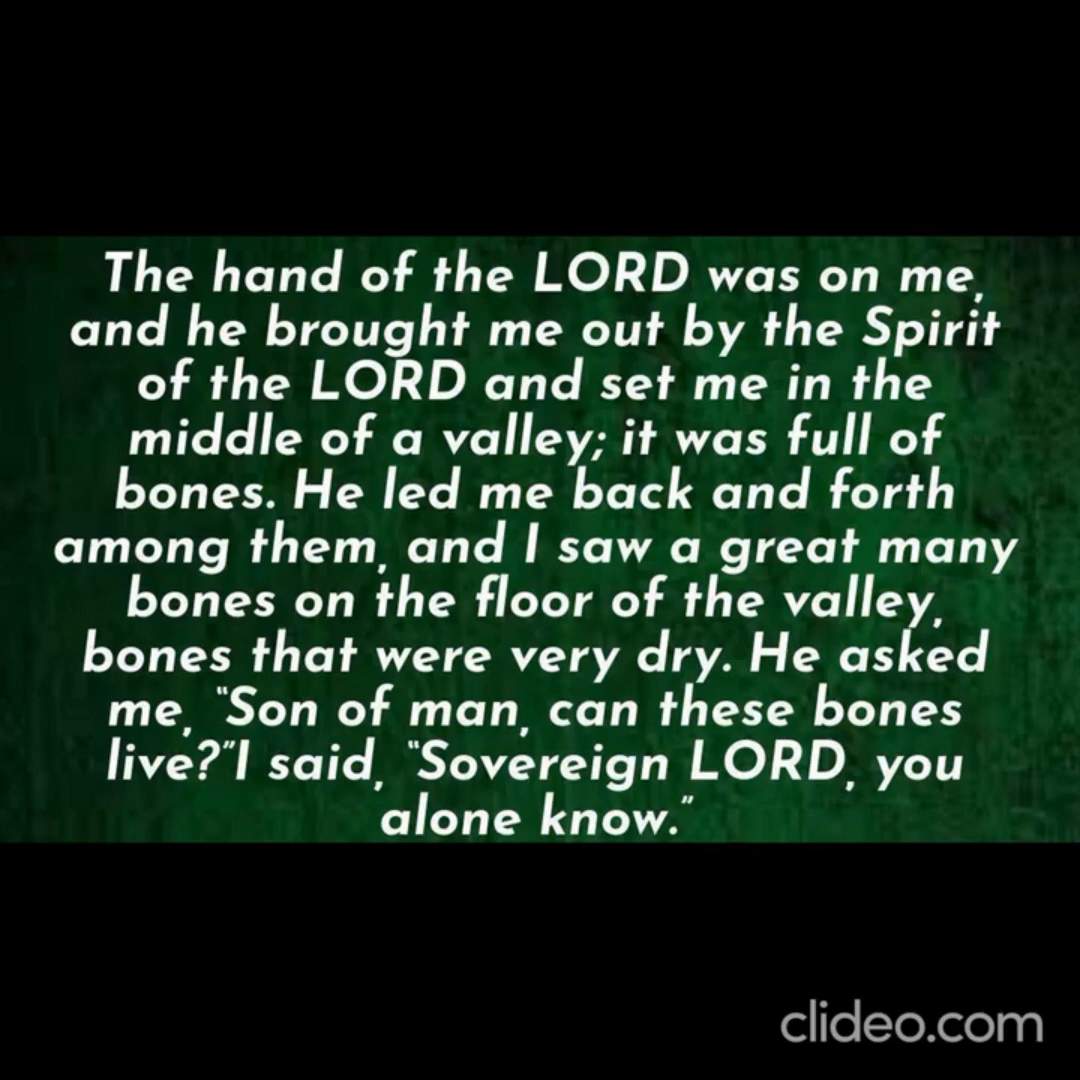 The hand of the LORD was on me,
and he brought me out by the Spirit
of the LORD and set me in the
middle of a valley; it was full of
bones. He led me back and forth
among them, and I saw a great many
bones on the floor of the valley,
bones that were very dry. He asked
me, “Son of man, can these bones
live?”I said, “Sovereign LORD, you
alone know.”
clideo.com